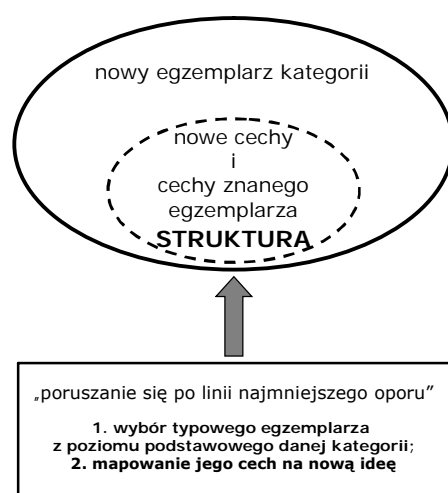 nowy egzemplarz kategorii
nowe cechy
i
cechy znanego
egzemplarza
STRUKTURA
„poruszanie się po linii najmniejszego oporu”
1. wybór typowego egzemplarza
z poziomu podstawowego danej kategorii;
2. mapowanie jego cech na nową ideę